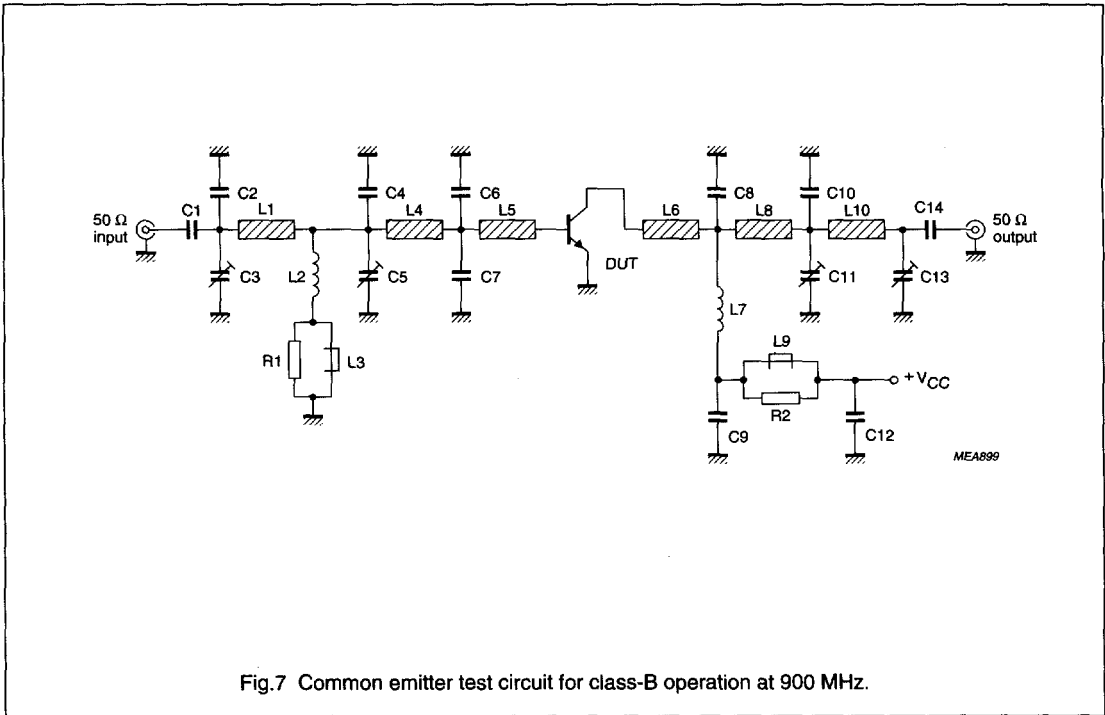 C2
C4
C6
C8
C10
50 Ω
input
C1
L1
L4
L5
L6
L8
L10
C14
50 Ω
output
C3
L2
C5
C7
DUT
L7
C11
C13
R1
L3
L9
+VCC
R2
C9
C12
MEA899
Fig.7 Common emitter test circuit for class-B operation at 900 MHz.